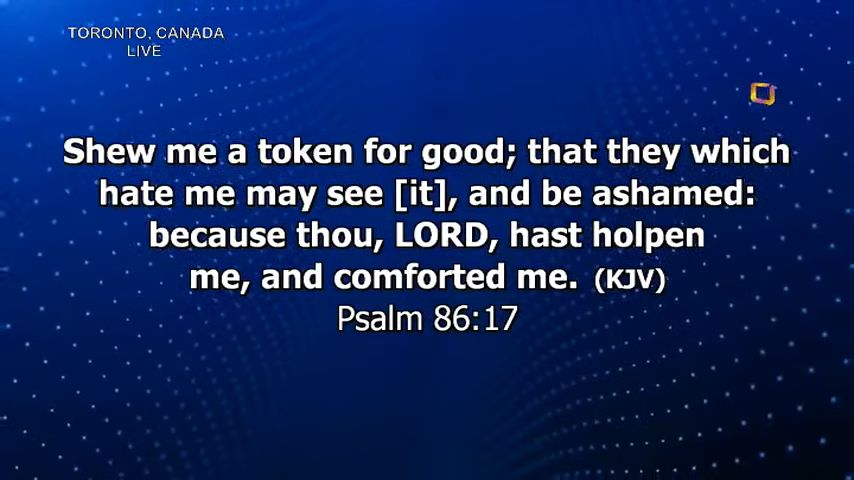 TORONTO, CANADA
LIVE
Shew me a token for good; that they which
hate me may see [it], and be ashamed:
because thou, LORD, hast holpen
me, and comforted me. (KJV)
Psalm 86:17